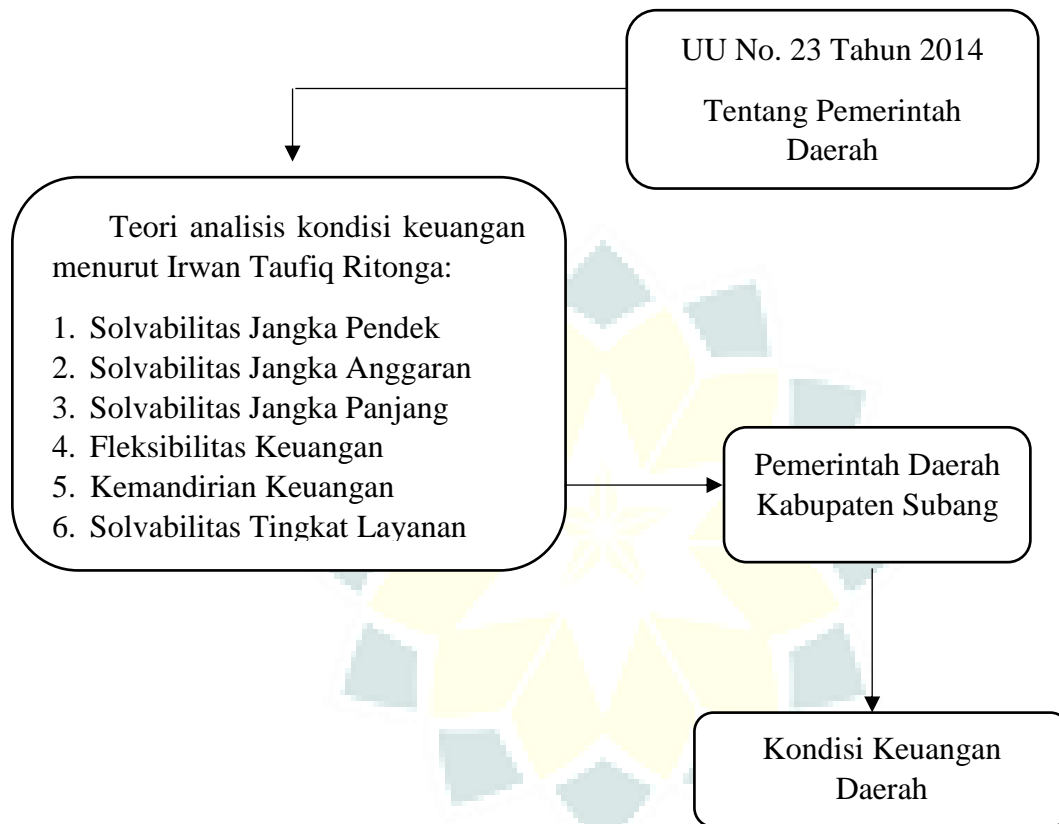 UU No. 23 Tahun 2014
Tentang Pemerintah
Daerah
Teori analisis kondisi keuangan
menurut Irwan Taufiq Ritonga:
1. Solvabilitas Jangka Pendek
2. Solvabilitas Jangka Anggaran
3. Solvabilitas Jangka Panjang
4. Fleksibilitas Keuangan
5. Kemandirian Keuangan
6. Solvabilitas Tingkat Layanan
Pemerintah Daerah
Kabupaten Subang
Kondisi Keuangan
Daerah